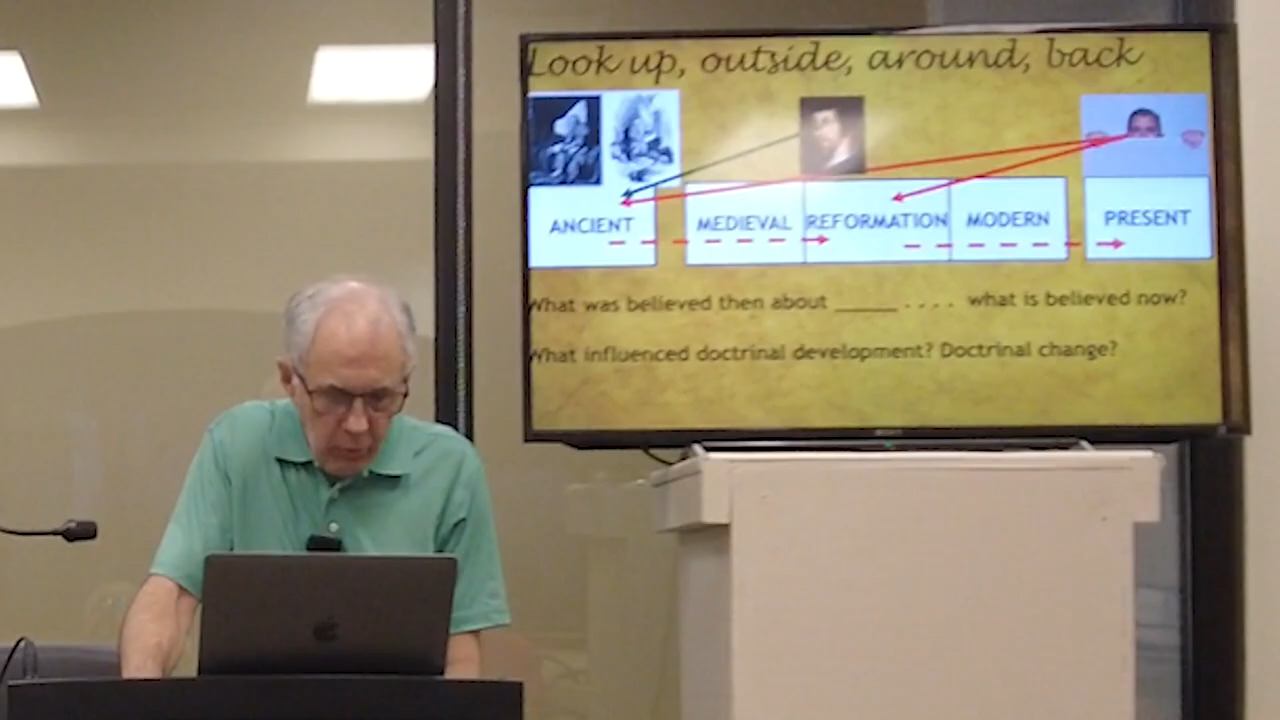 Look up, outside, around, back
ANCIENT MEDIEVAL REFORMATION MODERN PRESENT
What was believed then about ______ . . . . what is believed now?
What influenced doctrinal development? Doctrinal change?